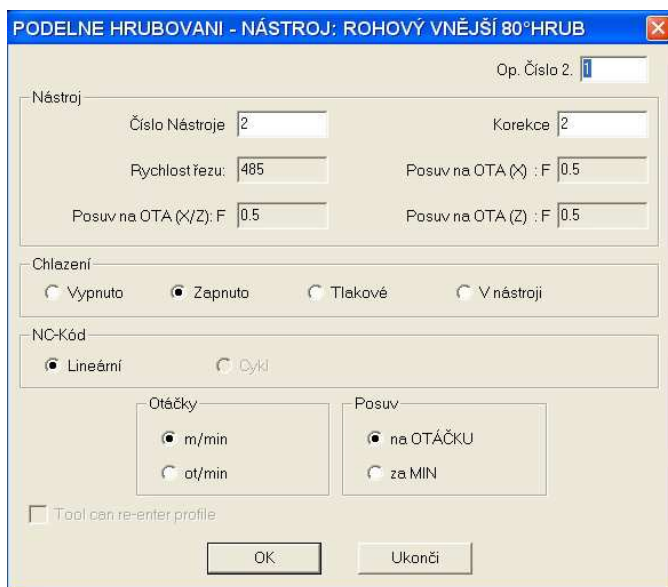 PODELNE HRUBOVANI - NÁSTROJ: ROHOVÝ VNĚJŠÍ 80°HRUB
Op. Číslo 2. 1
Nástroj
Číslo Nástroje 2 Korekce 2
Rychlost řezu: 485 Posuv na OTA (X) : F 0.5
Posuv na OTA (X/Z): F 0.5 Posuv na OTA (Z) : F 0.5
Chlazení
Vypnuto Zapnuto Tlakové V nástroji
NC-Kód
Lineární Cykl
Otáčky Posuv
m/min na OTÁČKU
ot/min za MIN
Tool can re-enter profile
OK Ukonči